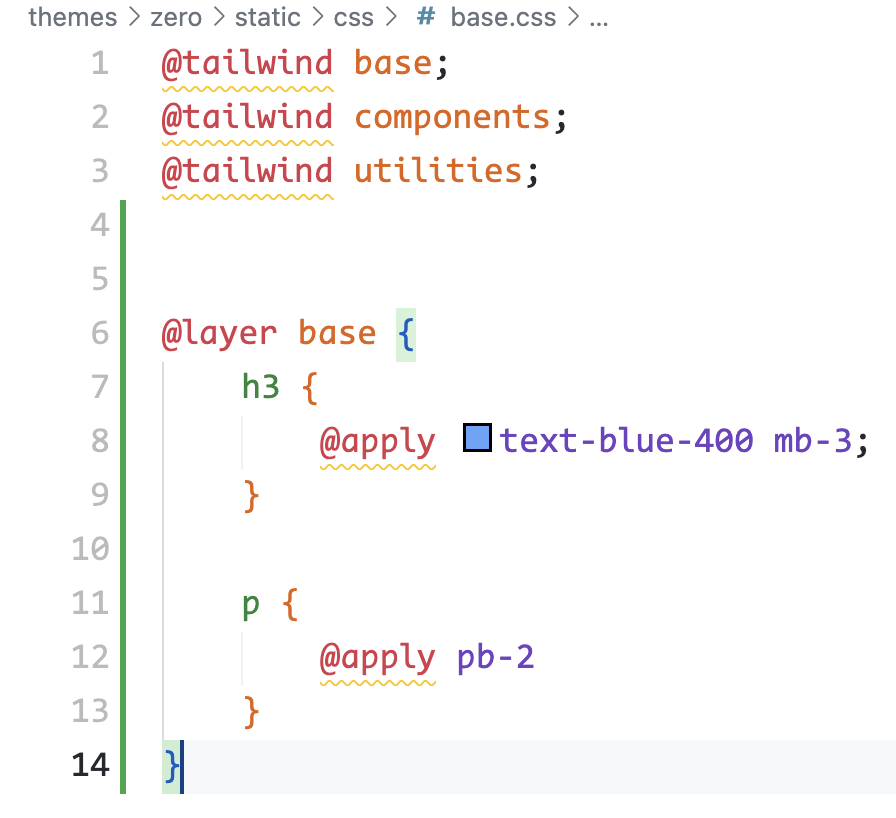 themes > zero > static > css > # base.css > ...
1 @tailwind base;
2 @tailwind components;
3 @tailwind utilities;
4
5
6 @layer base {
7 h3 {
8 @apply text-blue-400 mb-3;
9 }
10
11 p {
12 @apply pb-2
13 }
14 }